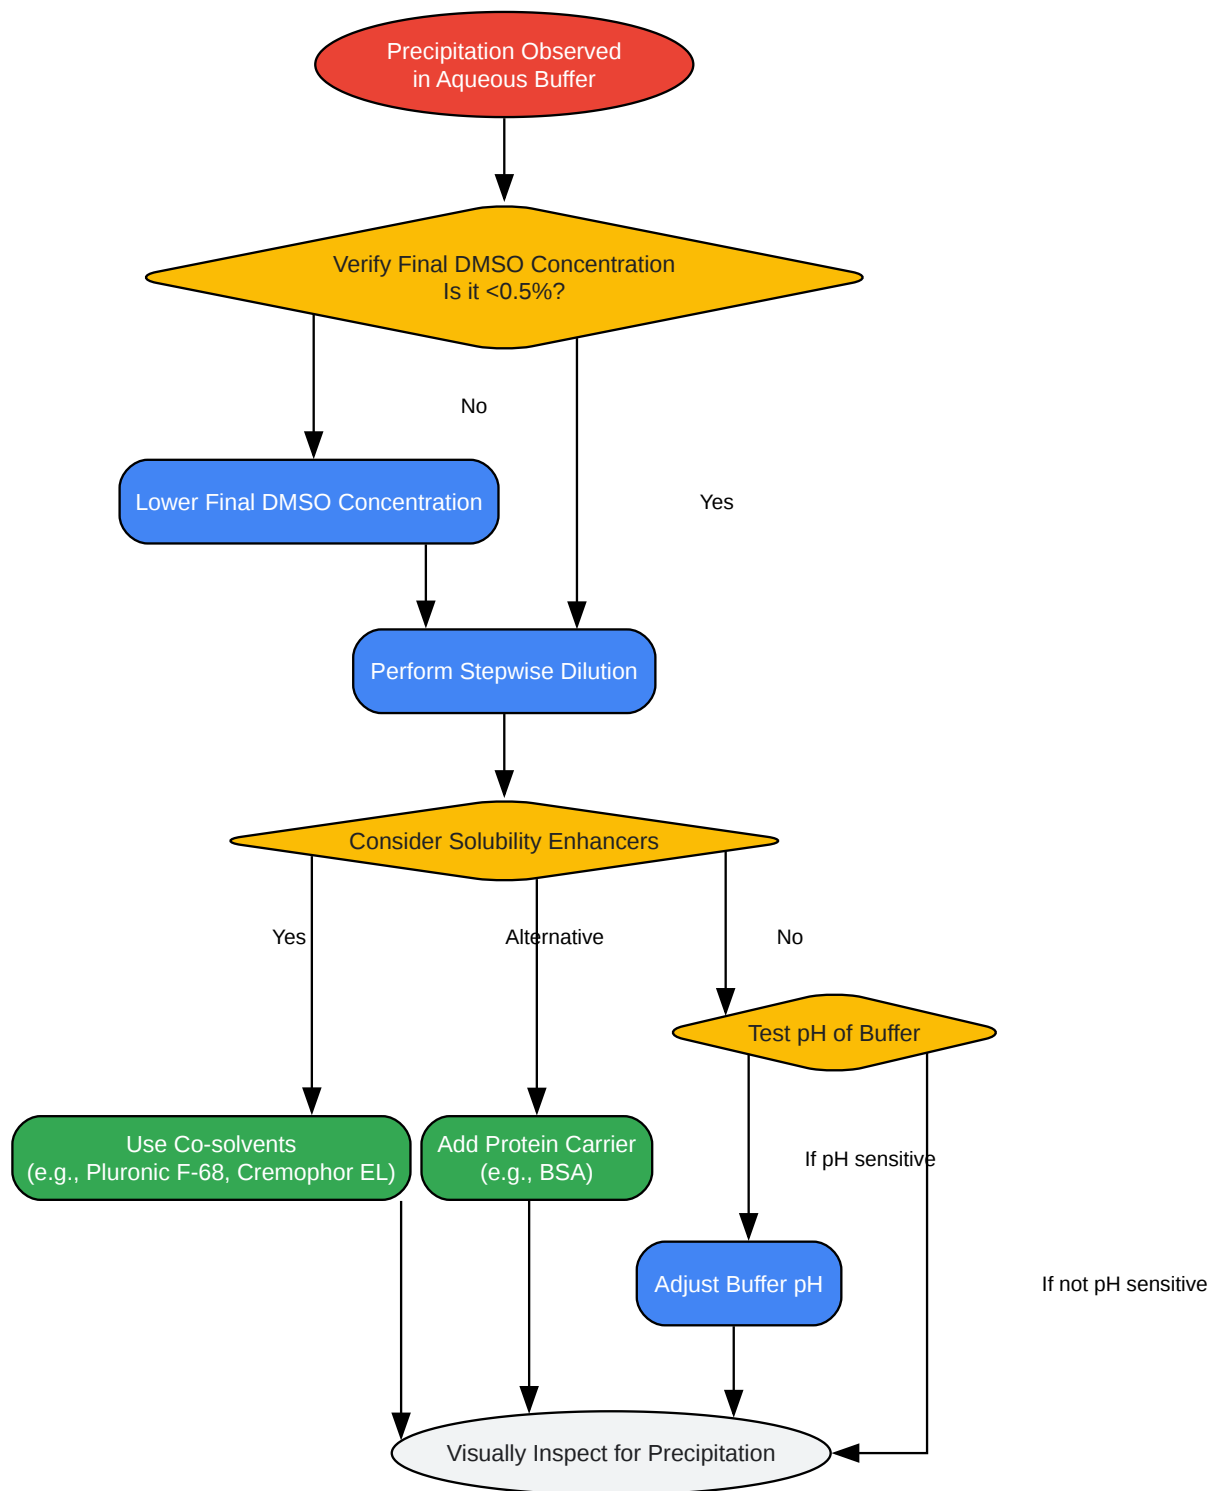 Precipitation Observed
in Aqueous Buffer
Verify Final DMSO Concentration
Is it <0.5%?
No
Lower Final DMSO Concentration
Yes
Perform Stepwise Dilution
Consider Solubility Enhancers
Yes
Alternative
No
Test pH of Buffer
Use Co-solvents
(e.g., Pluronic F-68, Cremophor EL)
Add Protein Carrier
(e.g., BSA)
If pH sensitive
Adjust Buffer pH
If not pH sensitive
Visually Inspect for Precipitation